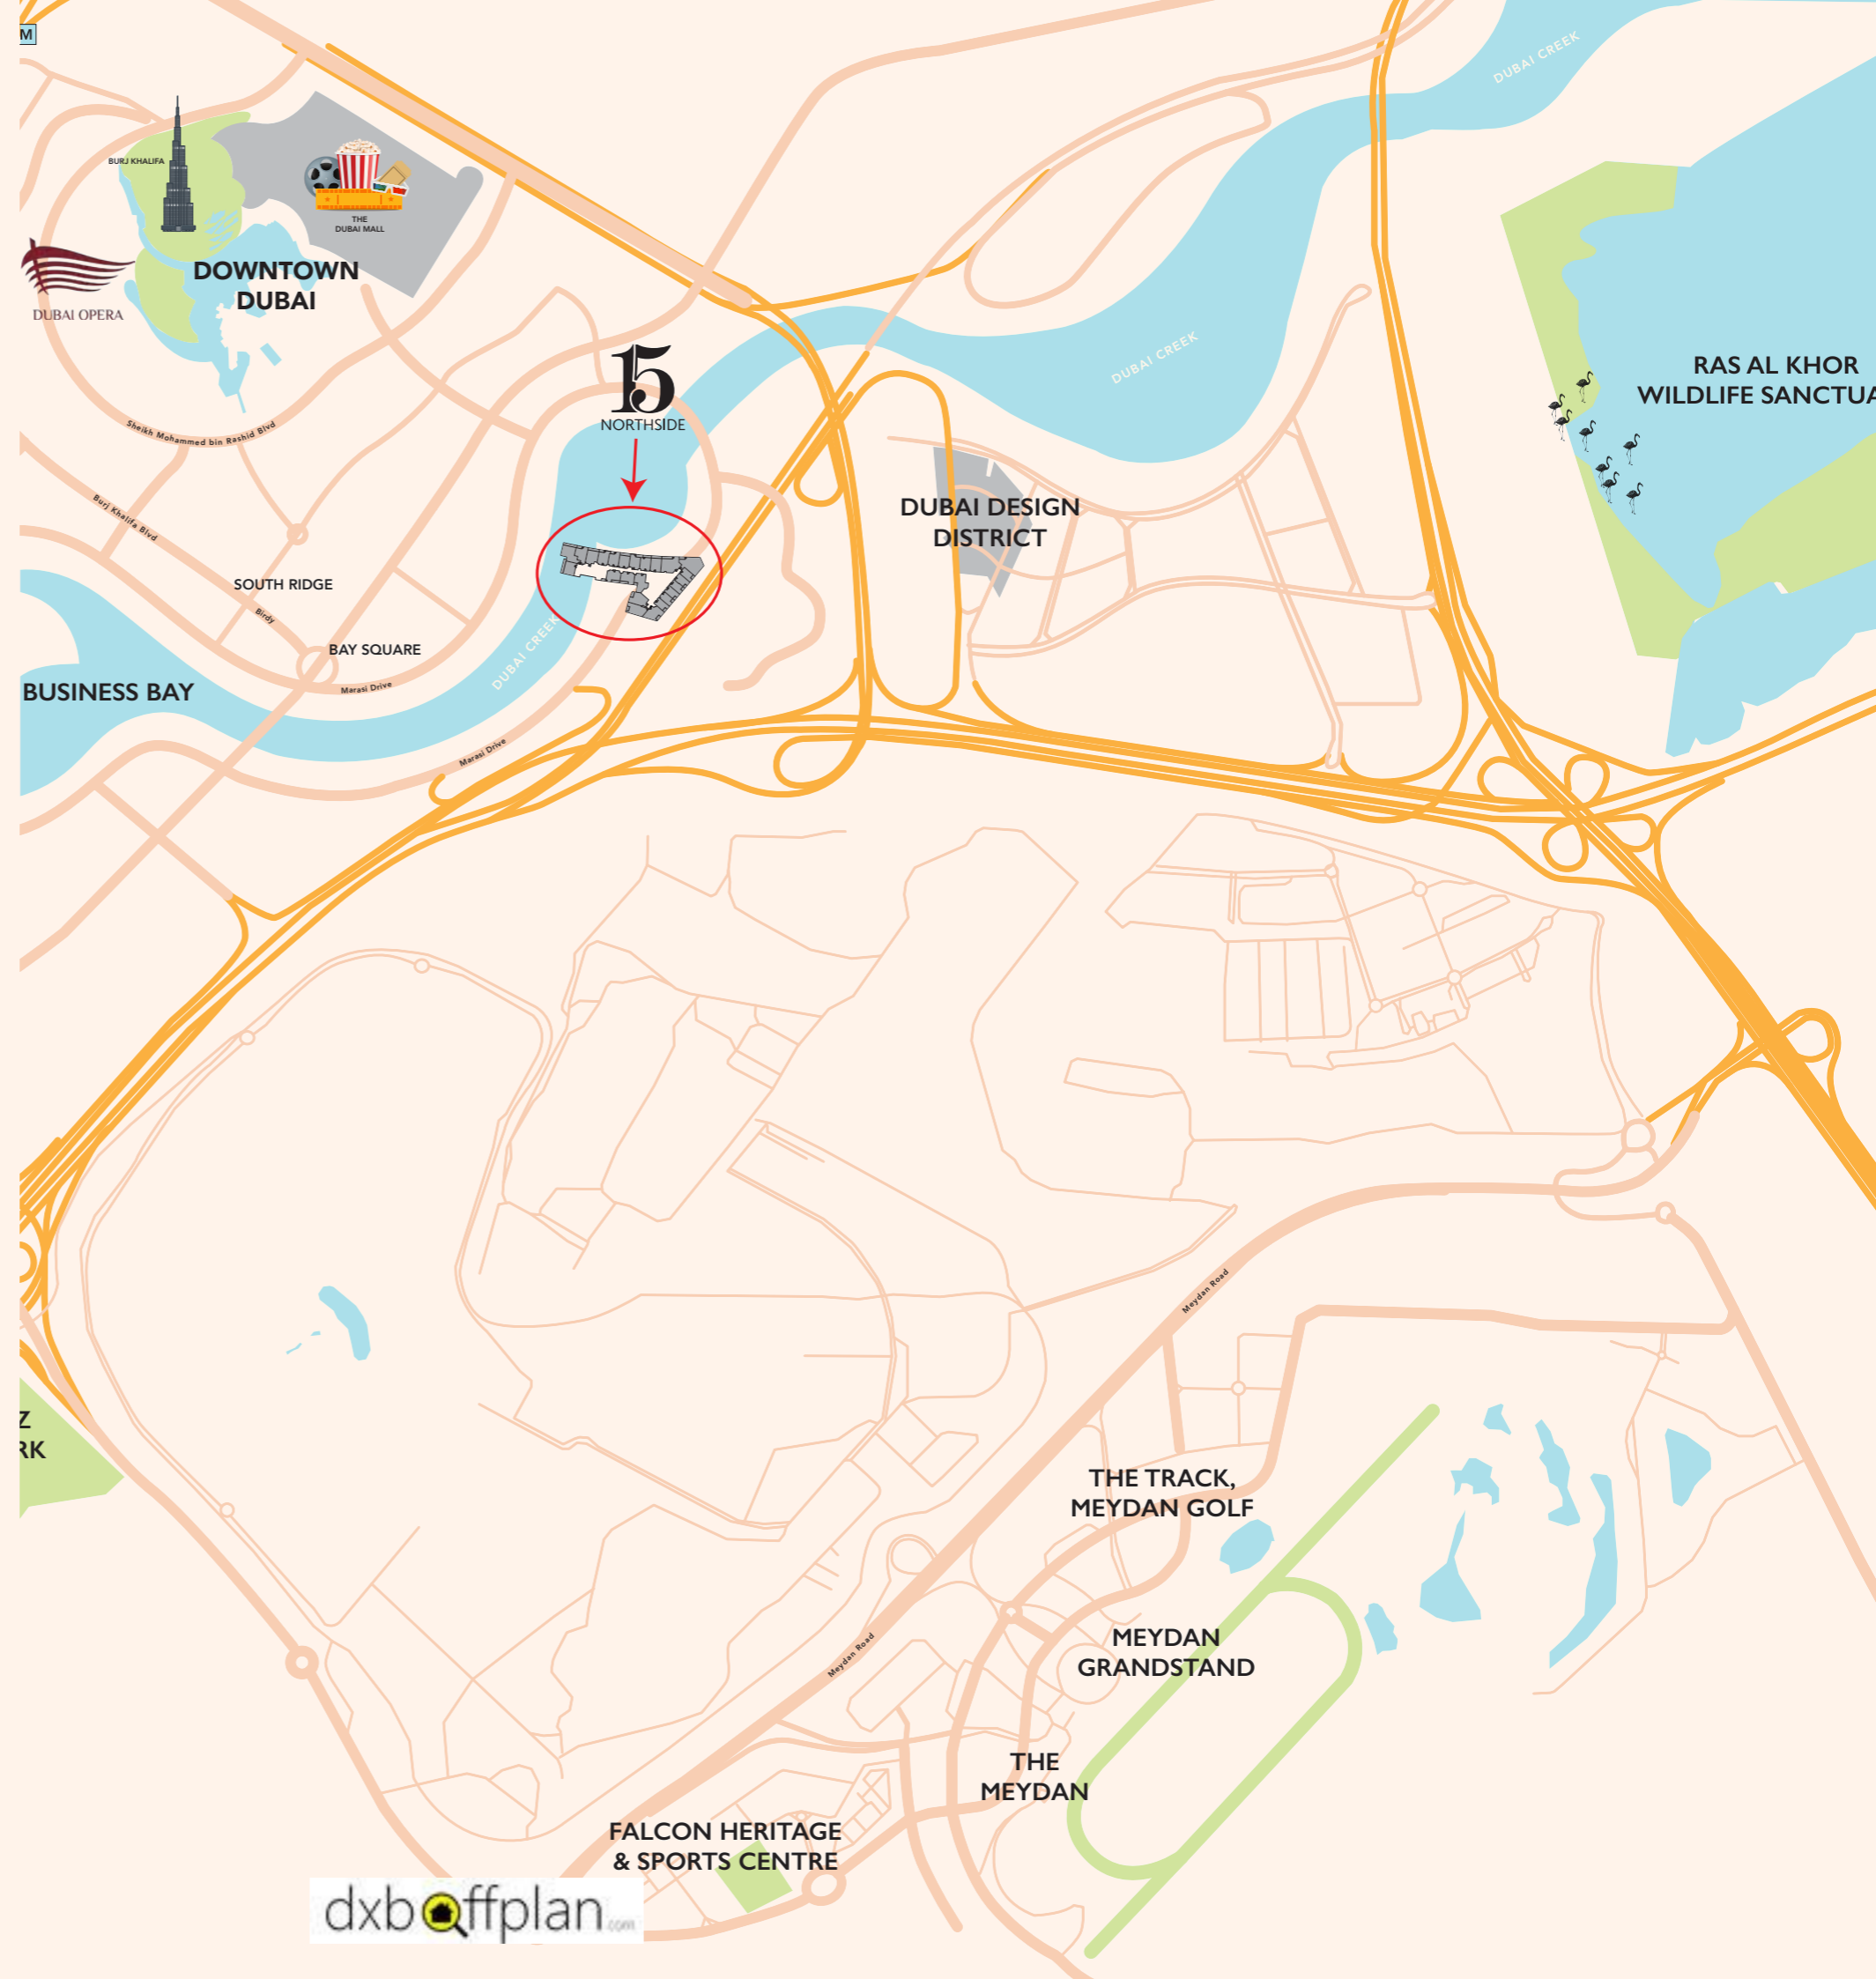 M
DUBAI CREEK
BURJ KHALIFA
THE
DUBAI MALL
DOWNTOWN
DUBAI
DUBAI OPERA
DUBAI CREEK
15
NORTHSIDE
RAS AL KHOR
WILDLIFE SANCTUA
Sheikh Mohammed bin Rashid Blvd
Burj Khalifa Blvd
DUBAI DESIGN
DISTRICT
SOUTH RIDGE
Birdy
BAY SQUARE
DUBAI CREEK
BUSINESS BAY
Marasi Drive
Marasi Drive
Meydan Road
Z
RK
THE TRACK,
MEYDAN GOLF
MEYDAN
GRANDSTAND
Meydan Road
THE
MEYDAN
FALCON HERITAGE
& SPORTS CENTRE
dxboffplan.com